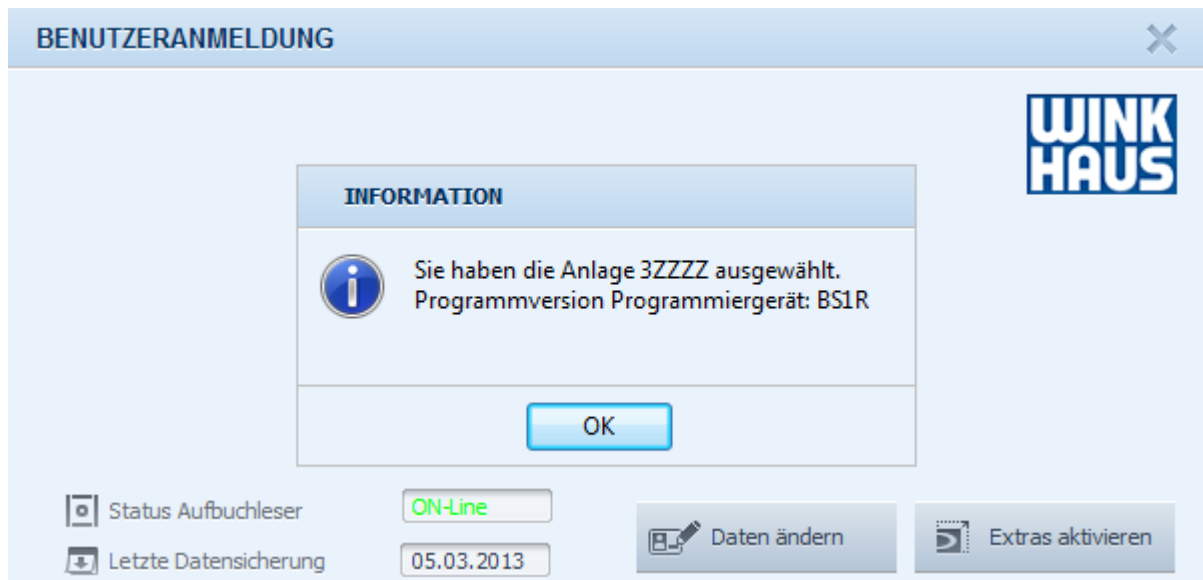 BENUTZERANMELDUNG
WINK
HAUS
INFORMATION
Sie haben die Anlage 3ZZZZ ausgewählt.
Programmversion Programmiergerät: BS1R
OK
Status Aufbuchleser
ON-Line
Letzte Datensicherung
05.03.2013
Daten ändern
Extras aktivieren